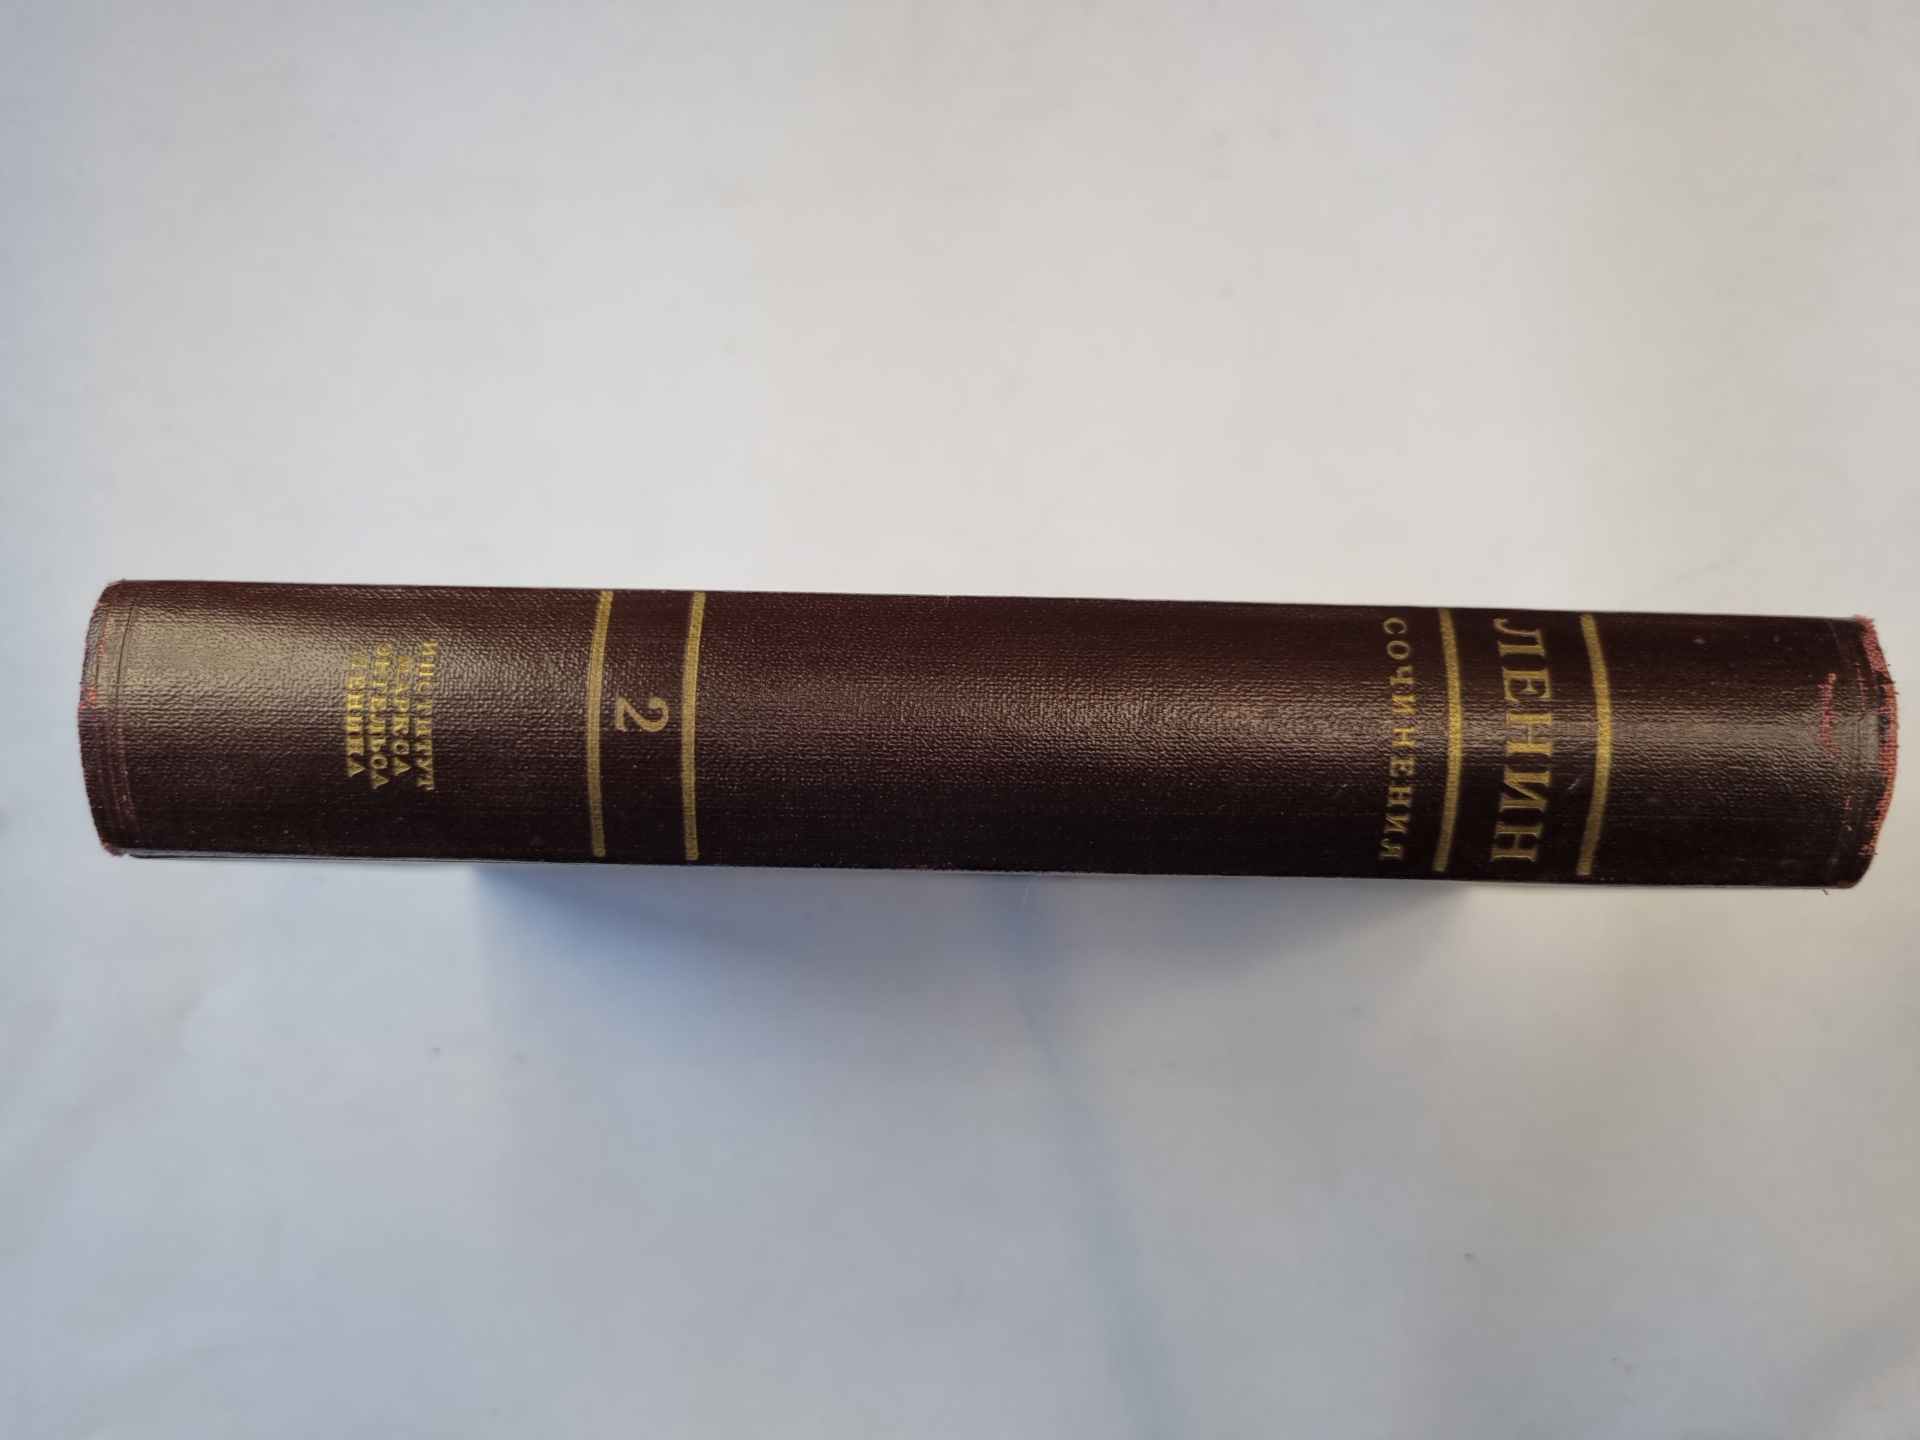 ЛЕНИН
СОЧИНЕНИЯ
2
ИНСТИТУТ
МАРКСА
ЭНГЕЛЬСА
ЛЕНИНА